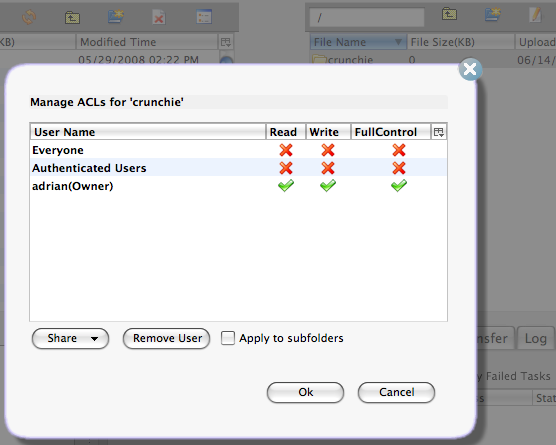 /
KB)
Modified Time
File Name
File Size(KB)
Upload
05/29/2008 02:22 PM
crunchie
0
06/14/
Manage ACLs for 'crunchie'
User Name Read Write FullControl
Everyone
Authenticated Users
adrian(Owner)
Share
Remove User
Apply to subfolders
nsfer
Log
y Failed Tasks
ss
Stat
Ok
Cancel